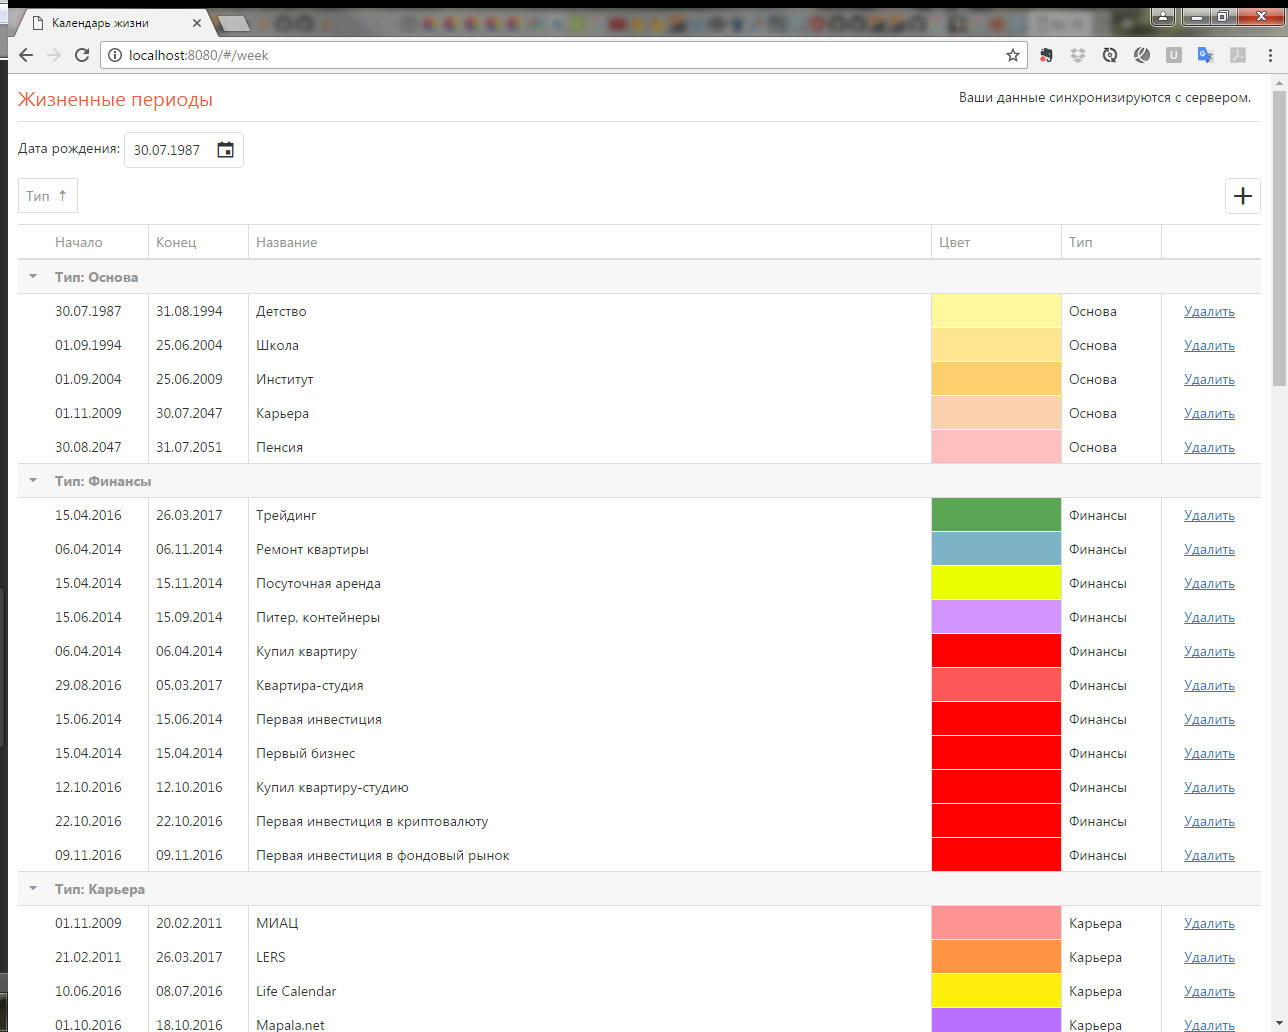 Календарь жизни
localhost:8080/#/week
Жизненные периоды
Ваши данные синхронизируются с сервером.
Дата рождения: 30.07.1987
Тип ↑
+
Начало Конец Название Цвет Тип
Тип: Основа
30.07.1987 31.08.1994 Детство Основа Удалить
01.09.1994 25.06.2004 Школа Основа Удалить
01.09.2004 25.06.2009 Институт Основа Удалить
01.11.2009 30.07.2047 Карьера Основа Удалить
30.08.2047 31.07.2051 Пенсия Основа Удалить
Тип: Финансы
15.04.2016 26.03.2017 Трейдинг Финансы Удалить
06.04.2014 06.11.2014 Ремонт квартиры Финансы Удалить
15.04.2014 15.11.2014 Посуточная аренда Финансы Удалить
15.06.2014 15.09.2014 Питер, контейнеры Финансы Удалить
06.04.2014 06.04.2014 Купил квартиру Финансы Удалить
29.08.2016 05.03.2017 Квартира-студия Финансы Удалить
15.06.2014 15.06.2014 Первая инвестиция Финансы Удалить
15.04.2014 15.04.2014 Первый бизнес Финансы Удалить
12.10.2016 12.10.2016 Купил квартиру-студию Финансы Удалить
22.10.2016 22.10.2016 Первая инвестиция в криптовалюту Финансы Удалить
09.11.2016 09.11.2016 Первая инвестиция в фондовый рынок Финансы Удалить
Тип: Карьера
01.11.2009 20.02.2011 МИАЦ Карьера Удалить
21.02.2011 26.03.2017 LERS Карьера Удалить
10.06.2016 08.07.2016 Life Calendar Карьера Удалить
01.10.2016 18.10.2016 Mapala.net Карьера Удалить